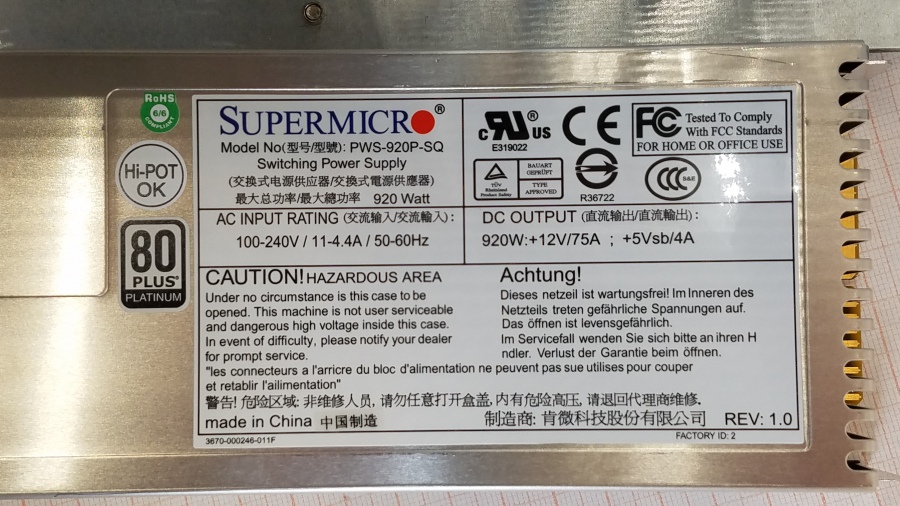 RoHS
6/6
COMPLIANT
Hi-POT
OK
80
PLUS®
PLATINUM
SUPERMICRO®
Model No(型号/型號): PWS-920P-SQ
Switching Power Supply
(交换式电源供应器/交換式電源供應器)
最大总功率/最大總功率 920 Watt
c RU® US
E319022
CE
FC Tested To Comply
With FCC Standards
FOR HOME OR OFFICE USE
TÜV
Rheinland
Product Safety
BAUART
GEPRÜFT
TYPE
APPROVED
R36722
CCC S&E
AC INPUT RATING (交流输入/交流輸入) :
100-240V / 11-4.4A / 50-60Hz
DC OUTPUT (直流输出/直流輸出) :
920W:+12V/75A ; +5Vsb/4A
CAUTION! HAZARDOUS AREA
Under no circumstance is this case to be
opened. This machine is not user serviceable
and dangerous high voltage inside this case.
In event of difficulty, please notify your dealer
for prompt service.
Achtung!
Dieses netzeil ist wartungsfrei! Im Inneren des
Netzteils treten gefährliche Spannungen auf.
Das öffnen ist levensgefährlich.
Im Servicefall wenden Sie sich bitte an ihren H
ndler. Verlust der Garantie beim öffnen.
"les connecteurs a l'arricre du bloc d'alimentation ne peuvent pas sue utilises pour couper
et retablir l'ailimentation"
警告! 危险区域: 非维修人员, 请勿任意打开盒盖, 内有危险高压, 请退回代理商维修.
made in China 中国制造
制造商: 肯微科技股份有限公司 REV: 1.0
3670-000246-011F
FACTORY ID: 2